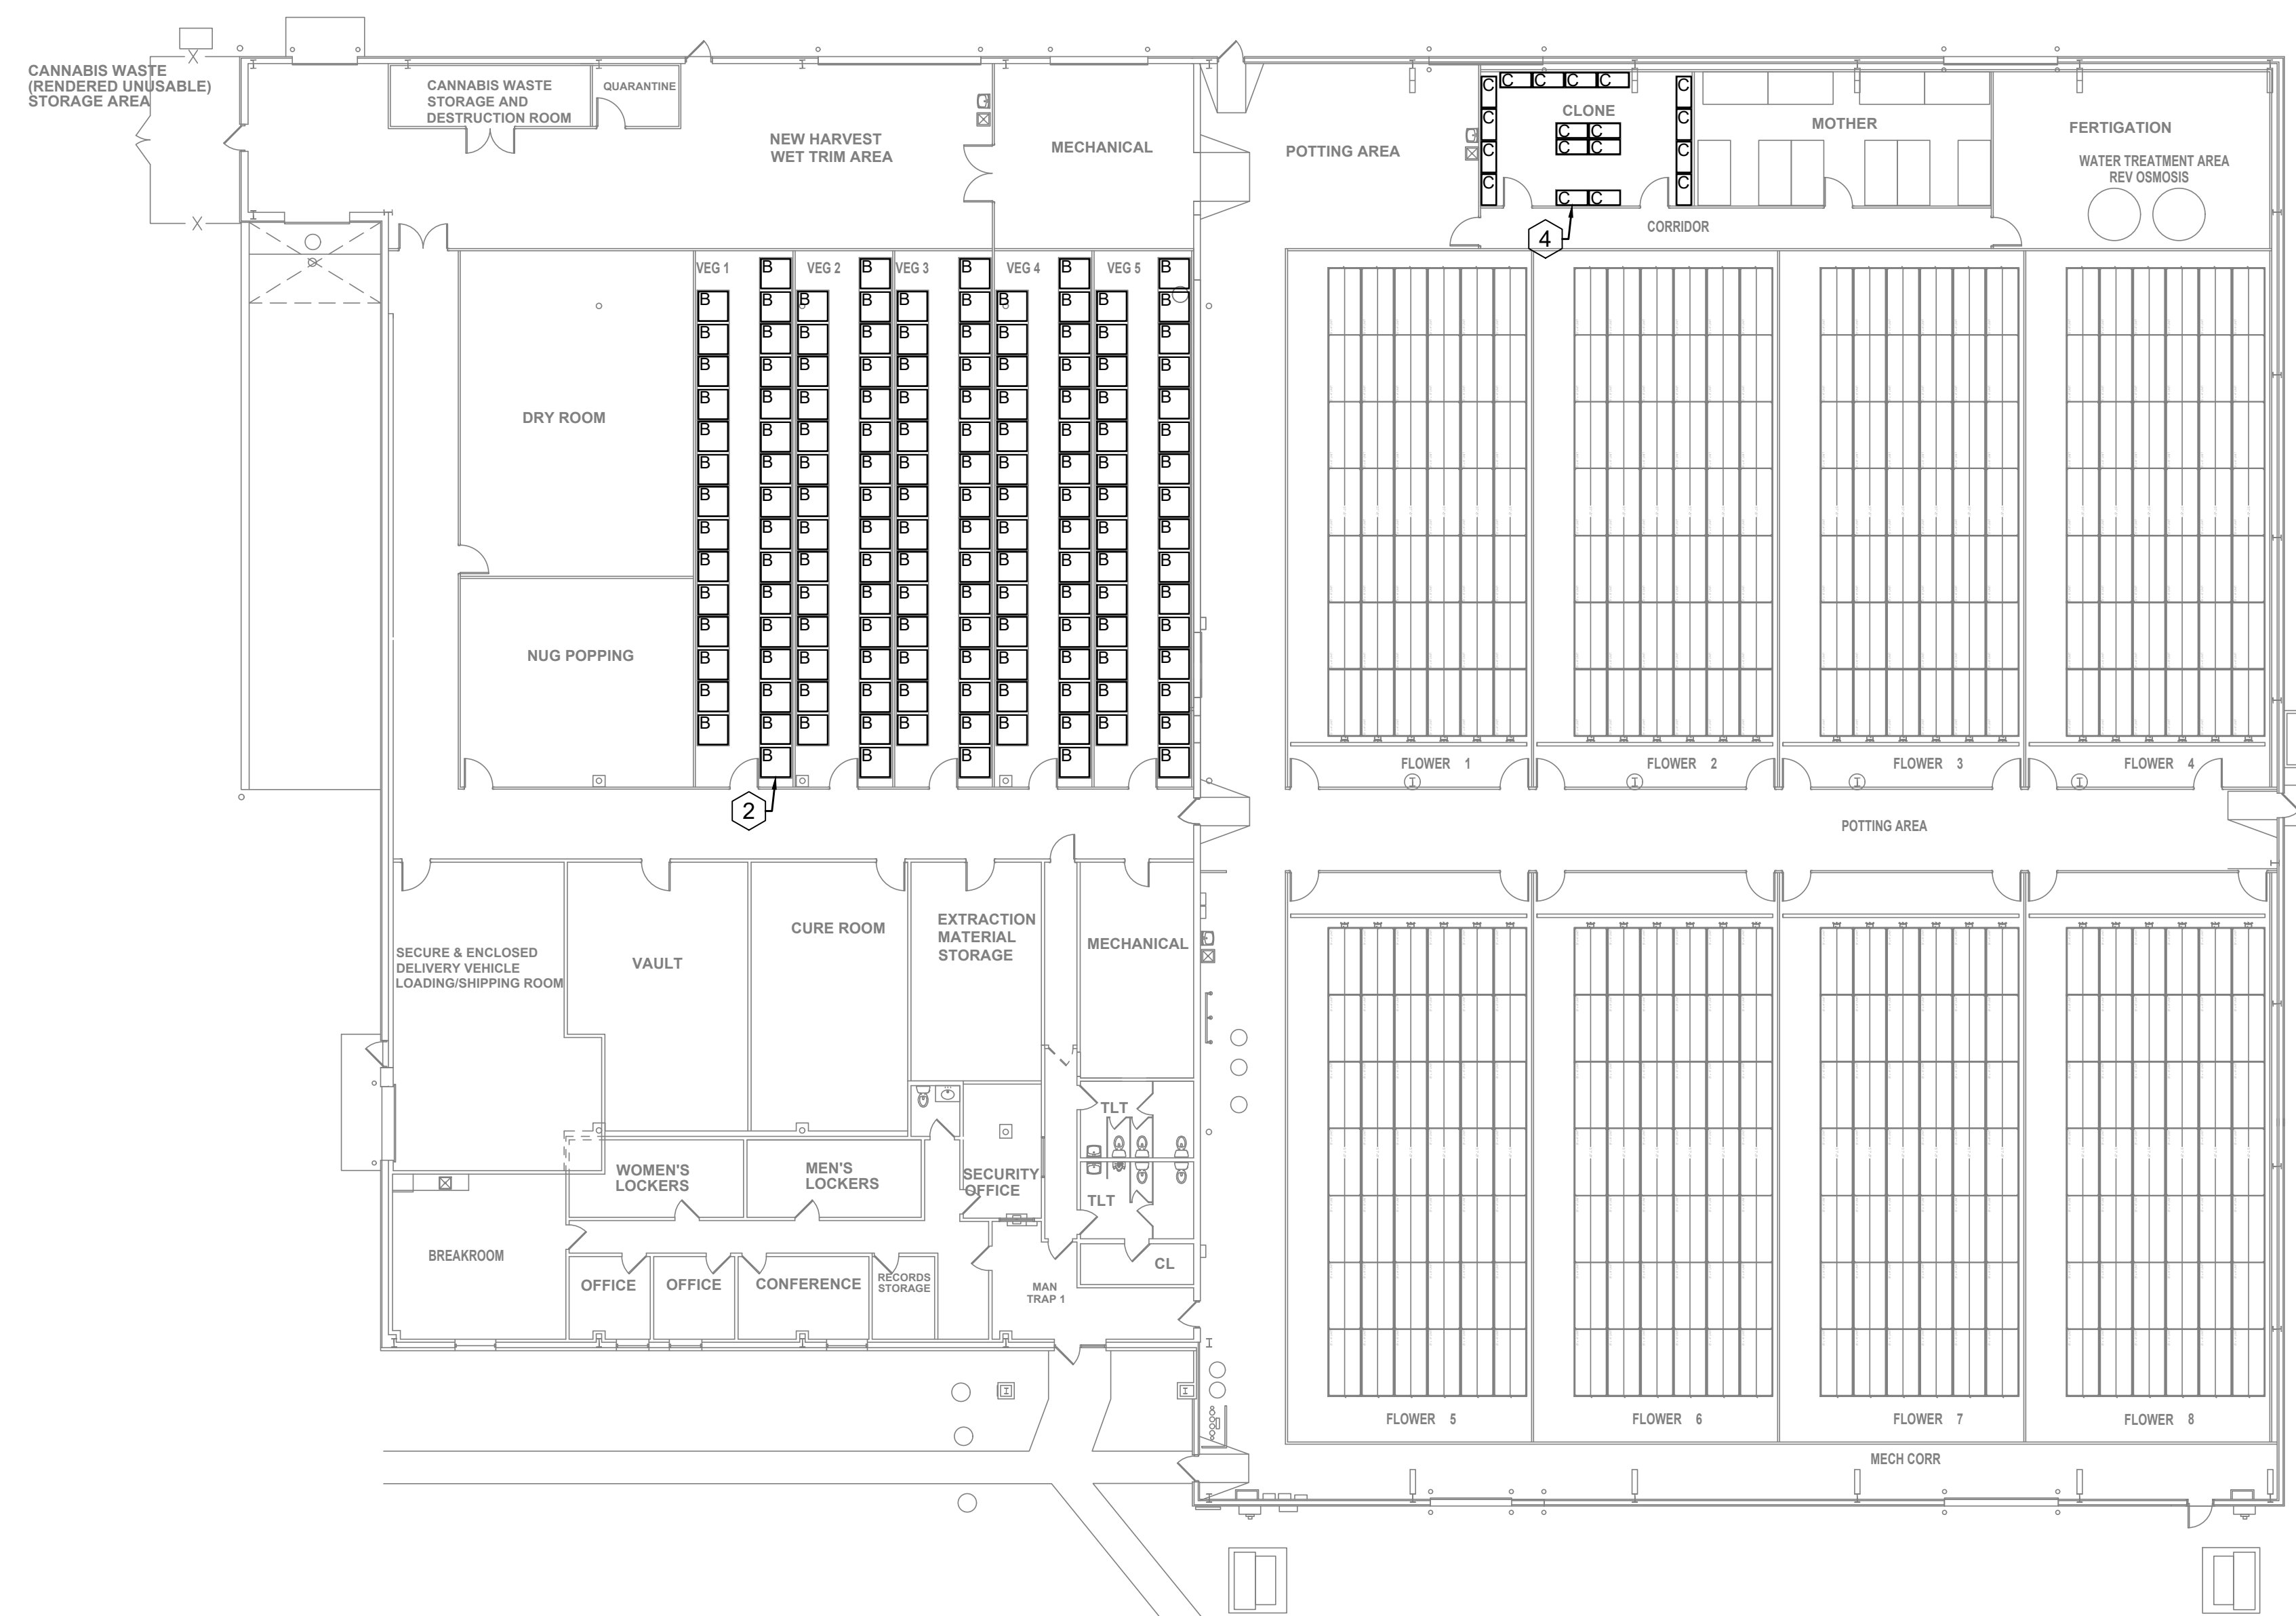 CANNABIS WASTE
(RENDERED UNUSABLE)
STORAGE AREA
CANNABIS WASTE
STORAGE AND
DESTRUCTION ROOM
QUARANTINE
NEW HARVEST
WET TRIM AREA
MECHANICAL
POTTING AREA
C C C C C C
CLONE
C C C C
C C C C
C C C C
4
MOTHER
FERTIGATION
WATER TREATMENT AREA
REV OSMOSIS
CORRIDOR
VEG 1 B VEG 2 B VEG 3 B VEG 4 B VEG 5 B
B B B B B B B B B B
B B B B B B B B B B
B B B B B B B B B B
B B B B B B B B B B
B B B B B B B B B B
B B B B B B B B B B
B B B B B B B B B B
B B B B B B B B B B
B B B B B B B B B B
B B B B B B B B B B
B B B B B B B B B B
B B B B B B B B B B
B B B B B B B B B B
B B B B B B B B B B
B B B B B
2
DRY ROOM
NUG POPPING
FLOWER 1
FLOWER 2
FLOWER 3
FLOWER 4
POTTING AREA
SECURE & ENCLOSED
DELIVERY VEHICLE
LOADING/SHIPPING ROOM
VAULT
CURE ROOM
EXTRACTION
MATERIAL
STORAGE
MECHANICAL
TLT
TLT
WOMEN'S
LOCKERS
MEN'S
LOCKERS
SECURITY
OFFICE
BREAKROOM
OFFICE
OFFICE
CONFERENCE
RECORDS
STORAGE
MAN
TRAP 1
CL
FLOWER 5
FLOWER 6
FLOWER 7
FLOWER 8
MECH CORR